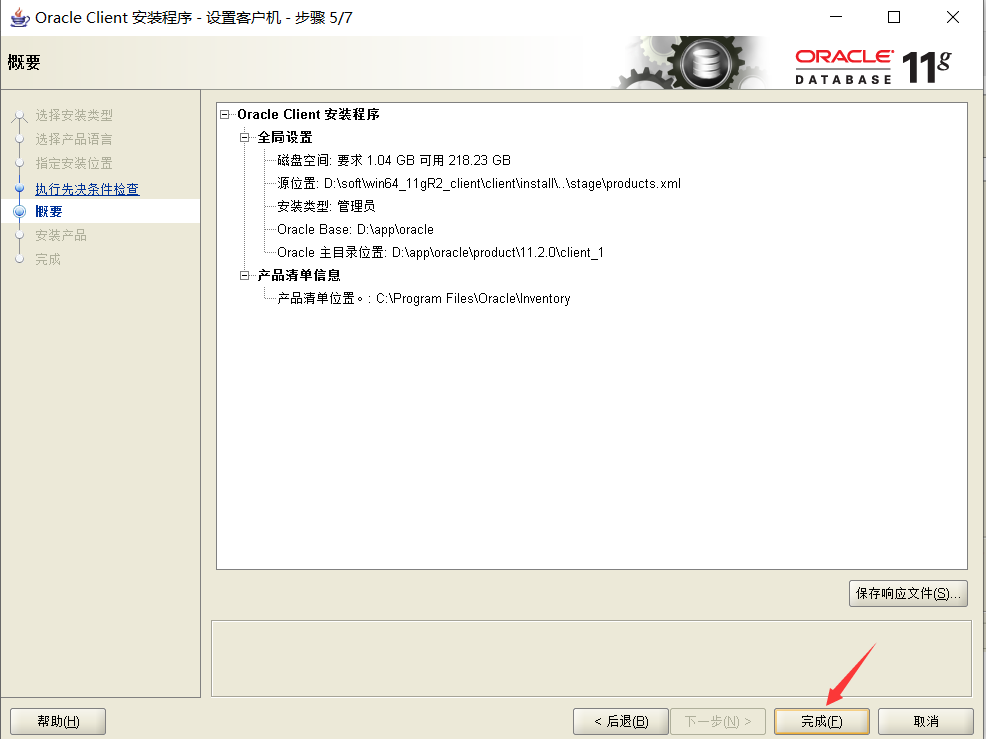 Oracle Client 安装程序 - 设置客户机 - 步骤 5/7
概要
ORACLE
DATABASE
11g
选择安装类型
选择产品语言
指定安装位置
执行先决条件检查
概要
安装产品
完成
Oracle Client 安装程序
全局设置
磁盘空间: 要求 1.04 GB 可用 218.23 GB
源位置: D:\soft\win64_11gR2_client\client\install\..\stage\products.xml
安装类型: 管理员
Oracle Base: D:\app\oracle
Oracle 主目录位置: D:\app\oracle\product\11.2.0\client_1
产品清单信息
产品清单位置。: C:\Program Files\Oracle\Inventory
保存响应文件(S)...
帮助(H)
< 后退(B)
下一步(N) >
完成(F)
取消